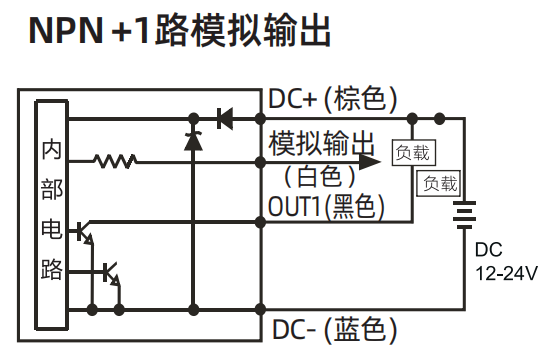 NPN +1路模拟输出
DC+ (棕色)
模拟输出
(白色)
OUT1(黑色)
DC- (蓝色)
内
部
电
路
负载
负载
DC
12-24V